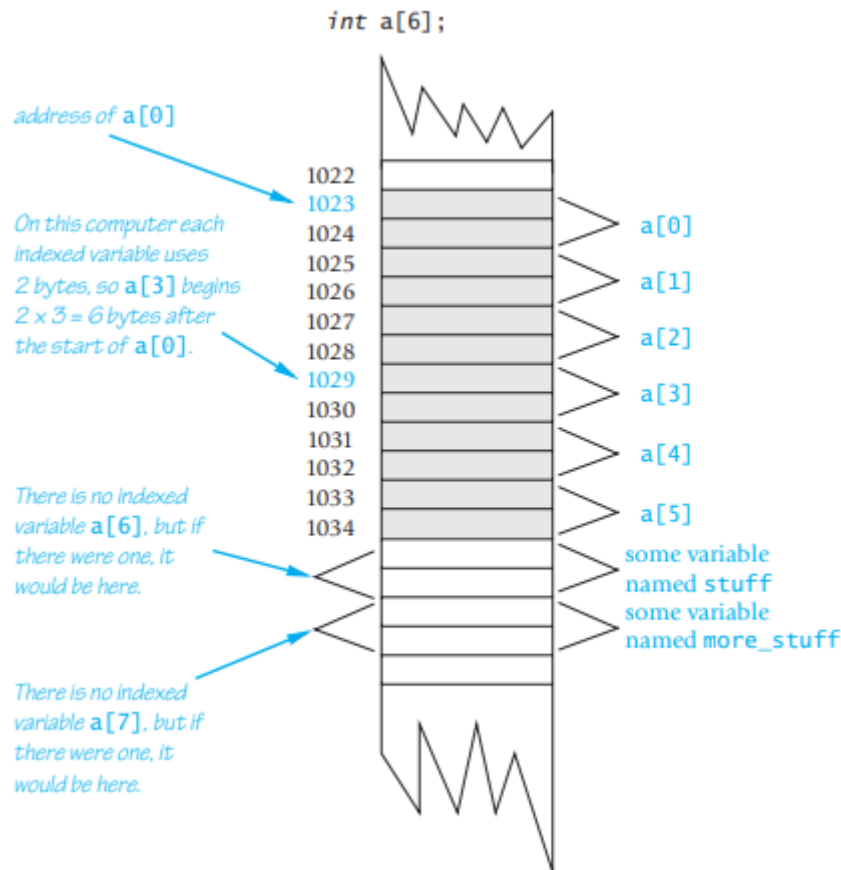 int a[6];
address of a[0]
1022
1023
1024
1025
1026
1027
1028
1029
1030
1031
1032
1033
1034
On this computer each
indexed variable uses
2 bytes, so a[3] begins
2 x 3 = 6 bytes after
the start of a[0].
There is no indexed
variable a[6], but if
there were one, it
would be here.
There is no indexed
variable a[7], but if
there were one, it
would be here.
a[0]
a[1]
a[2]
a[3]
a[4]
a[5]
some variable
named stuff
some variable
named more_stuff